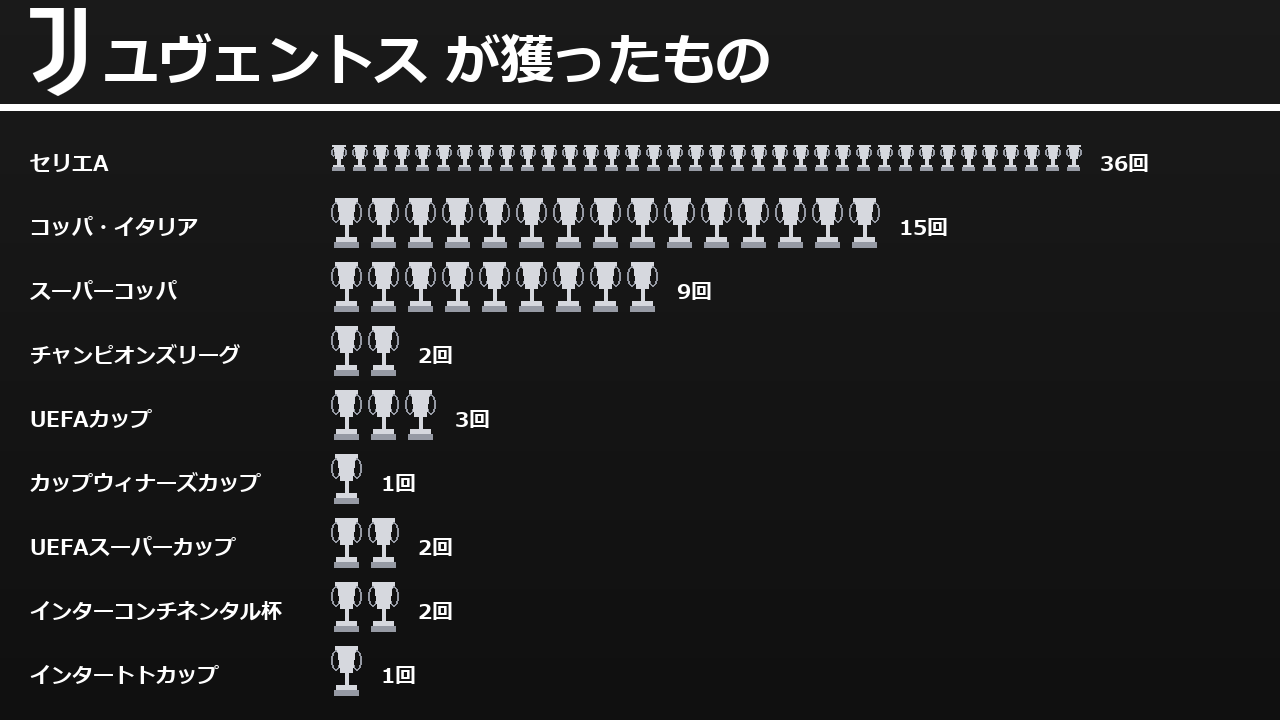 ユヴェントス が獲ったもの
セリエA 36回
コッパ・イタリア 15回
スーパーコッパ 9回
チャンピオンズリーグ 2回
UEFAカップ 3回
カップウィナーズカップ 1回
UEFAスーパーカップ 2回
インターコンチネンタル杯 2回
インタートトカップ 1回